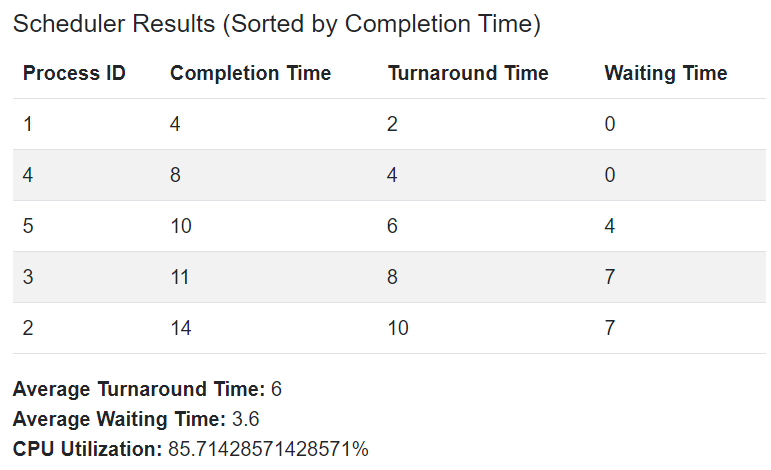 Scheduler Results (Sorted by Completion Time)
Process ID Completion Time Turnaround Time Waiting Time
1 4 2 0
4 8 4 0
5 10 6 4
3 11 8 7
2 14 10 7
Average Turnaround Time: 6
Average Waiting Time: 3.6
CPU Utilization: 85.71428571428571%